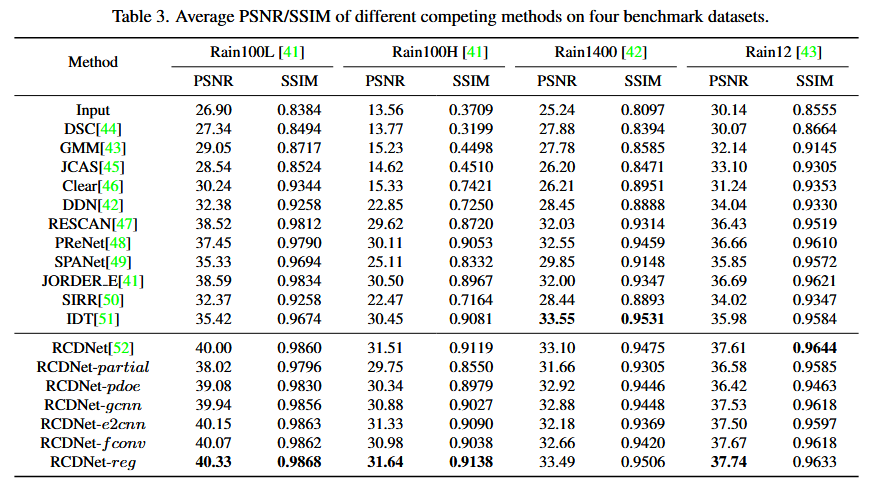 Table 3. Average PSNR/SSIM of different competing methods on four benchmark datasets.
Method Rain100L [41] Rain100H [41] Rain1400 [42] Rain12 [43]
PSNR SSIM PSNR SSIM PSNR SSIM PSNR SSIM
Input 26.90 0.8384 13.56 0.3709 25.24 0.8097 30.14 0.8555
DSC[44] 27.34 0.8494 13.77 0.3199 27.88 0.8394 30.07 0.8664
GMM[43] 29.05 0.8717 15.23 0.4498 27.78 0.8585 32.14 0.9145
JCAS[45] 28.54 0.8524 14.62 0.4510 26.20 0.8471 33.10 0.9305
Clear[46] 30.24 0.9344 15.33 0.7421 26.21 0.8951 31.24 0.9353
DDN[42] 32.38 0.9258 22.85 0.7250 28.45 0.8888 34.04 0.9330
RESCAN[47] 38.52 0.9812 29.62 0.8720 32.03 0.9314 36.43 0.9519
PReNet[48] 37.45 0.9790 30.11 0.9053 32.55 0.9459 36.66 0.9610
SPANet[49] 35.33 0.9694 25.11 0.8332 29.85 0.9148 35.85 0.9572
JORDER_E[41] 38.59 0.9834 30.50 0.8967 32.00 0.9347 36.69 0.9621
SIRR[50] 32.37 0.9258 22.47 0.7164 28.44 0.8893 34.02 0.9347
IDT[51] 35.42 0.9674 30.45 0.9081 33.55 0.9531 35.98 0.9584
RCDNet[52] 40.00 0.9860 31.51 0.9119 33.10 0.9475 37.61 0.9644
RCDNet-partial 38.02 0.9796 29.75 0.8550 31.66 0.9305 36.58 0.9585
RCDNet-pdoe 39.08 0.9830 30.34 0.8979 32.92 0.9446 36.42 0.9463
RCDNet-gcnn 39.94 0.9856 30.88 0.9027 32.88 0.9448 37.53 0.9618
RCDNet-e2cnn 40.15 0.9863 31.33 0.9090 32.18 0.9369 37.50 0.9597
RCDNet-fconv 40.07 0.9862 30.98 0.9038 32.66 0.9420 37.67 0.9618
RCDNet-reg 40.33 0.9868 31.64 0.9138 33.49 0.9506 37.74 0.9633